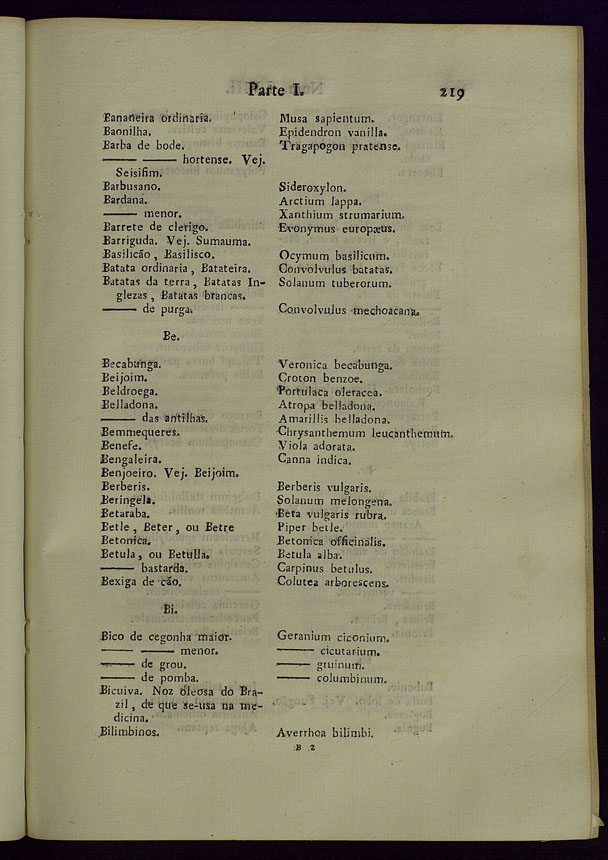 Parte I. 219
Bananeira ordinaria. Musa sapientum.
Baonilha. Epidendron vanilla.
Barba de bode. Tragapogon pratense.
—— —— hortense. Vej.
Seisifim.
Barbusano. Sideroxylon.
Bardana. Arctium lappa.
—— menor. Xanthium strumarium.
Barrete de clerigo. Evonymus europæus.
Barriguda. Vej. Sumauma.
Basilicão, Basilisco. Ocymum basilicum.
Batata ordinaria, Batateira. Convolvulus batatas.
Batatas da terra, Batatas In- Solanum tuberorum.
glezas, Batatas brancas.
—— de purga. Convolvulus mechoacana.
Be.
Becabunga. Veronica becabunga.
Beijoim. Croton benzoe.
Beldroega. Portulaca oleracea.
Belladona. Atropa belladona.
—— das antilhas. Amarillis belladona.
Bemmequeres. Chrysanthemum leucanthemum.
Benefe. Viola adorata.
Bengaleira. Canna indica.
Benjoeiro. Vej. Beijoim.
Berberis. Berberis vulgaris.
Beringela. Solanum melongena.
Betaraba. Beta vulgaris rubra.
Betle, Beter, ou Betre Piper betle.
Betonica. Betonica officinalis.
Betula, ou Betulla. Betula alba.
—— bastarda. Carpinus betulus.
Bexiga de cão. Colutea arborescens.
Bi.
Bico de cegonha maior. Geranium ciconium.
—— —— menor. —— cicutarium.
—— de grou. —— gruinum.
—— de pomba. —— columbinum.
Bicuiva. Noz oleosa do Bra-
zil, de que se-usa na me-
dicina.
Bilimbinos. Averrhoa bilimbi.
B 2